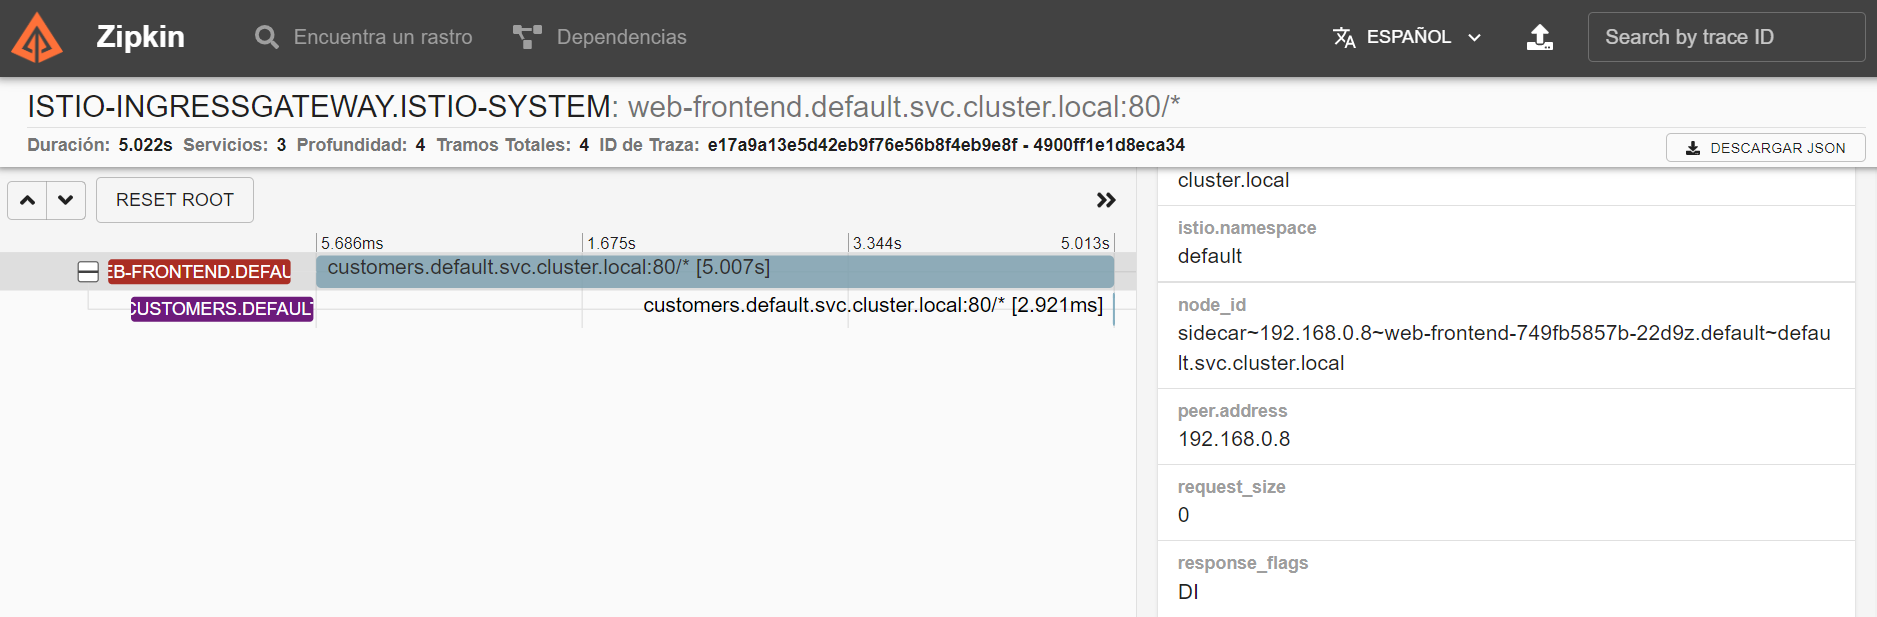 Zipkin
Encuentra un rastro
Dependencias
ESPAÑOL
Search by trace ID
ISTIO-INGRESSGATEWAY.ISTIO-SYSTEM: web-frontend.default.svc.cluster.local:80/*
Duración: 5.022s Servicios: 3 Profundidad: 4 Tramos Totales: 4 ID de Traza: e17a9a13e5d42eb9f76e56b8f4eb9e8f - 4900ff1e1d8eca34
DESCARGAR JSON
RESET ROOT
5.686ms 1.675s 3.344s 5.013s
EB-FRONTEND.DEFAU
customers.default.svc.cluster.local:80/* [5.007s]
CUSTOMERS.DEFAULT
customers.default.svc.cluster.local:80/* [2.921ms]
cluster.local
istio.namespace
default
node_id
sidecar~192.168.0.8~web-frontend-749fb5857b-22d9z.default~defau
lt.svc.cluster.local
peer.address
192.168.0.8
request_size
0
response_flags
DI